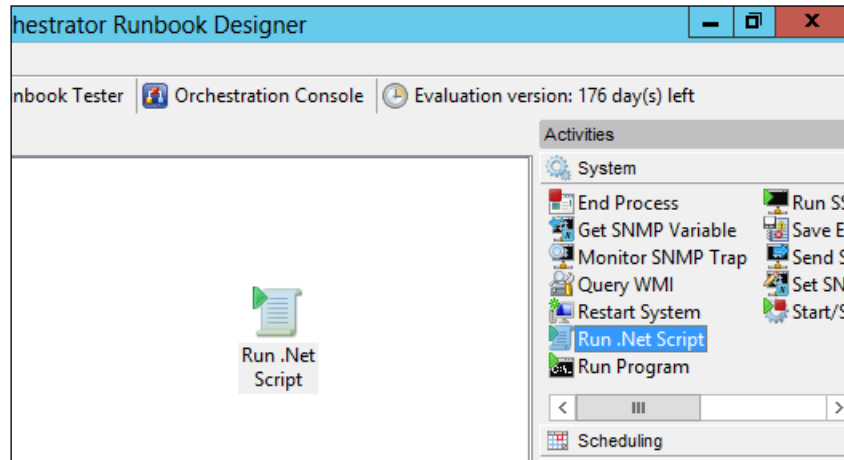 hestrator Runbook Designer
nbook Tester Orchestration Console Evaluation version: 176 day(s) left
Activities
System
End Process Run S
Get SNMP Variable Save E
Monitor SNMP Trap Send S
Query WMI Set SN
Restart System Start/S
Run .Net Script
Run Program
Run .Net
Script
Scheduling